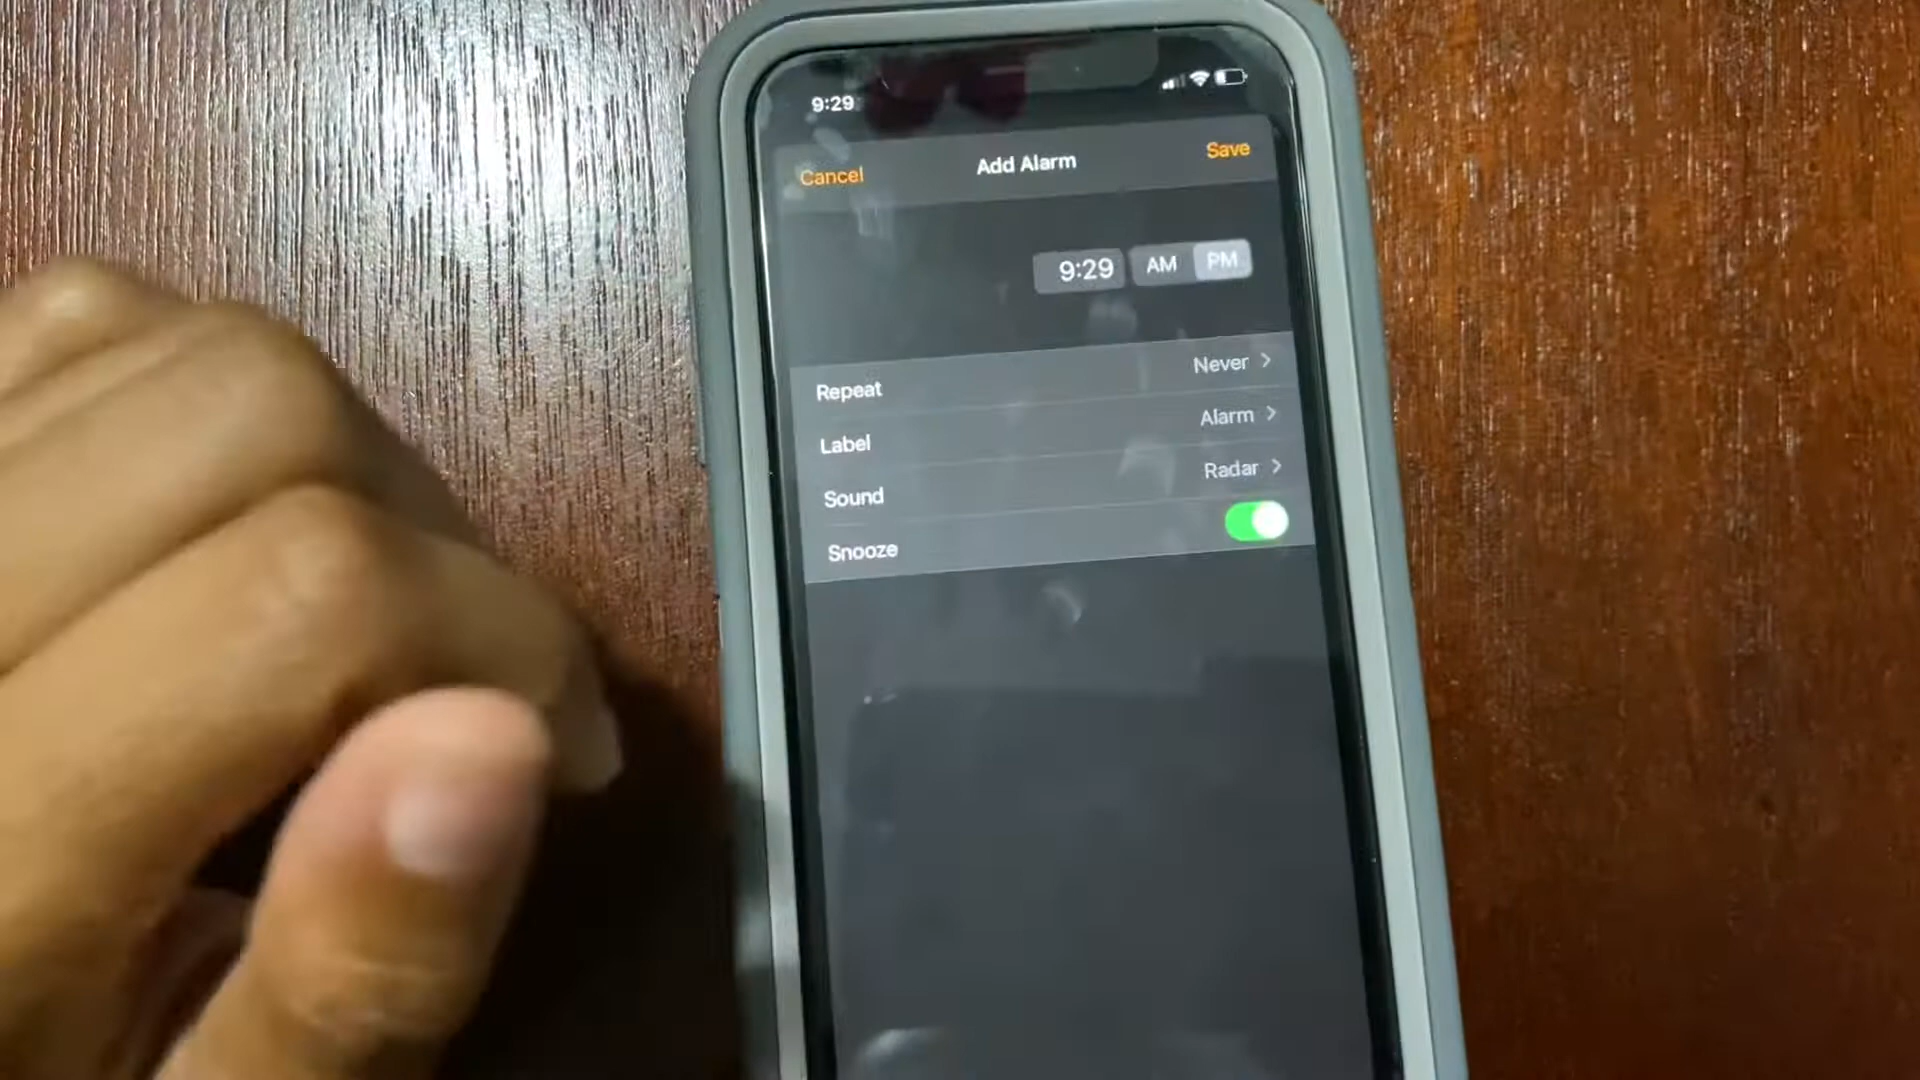 9:29
Cancel Add Alarm Save
9:29 AM PM
Repeat Never
Label Alarm
Sound Radar
Snooze